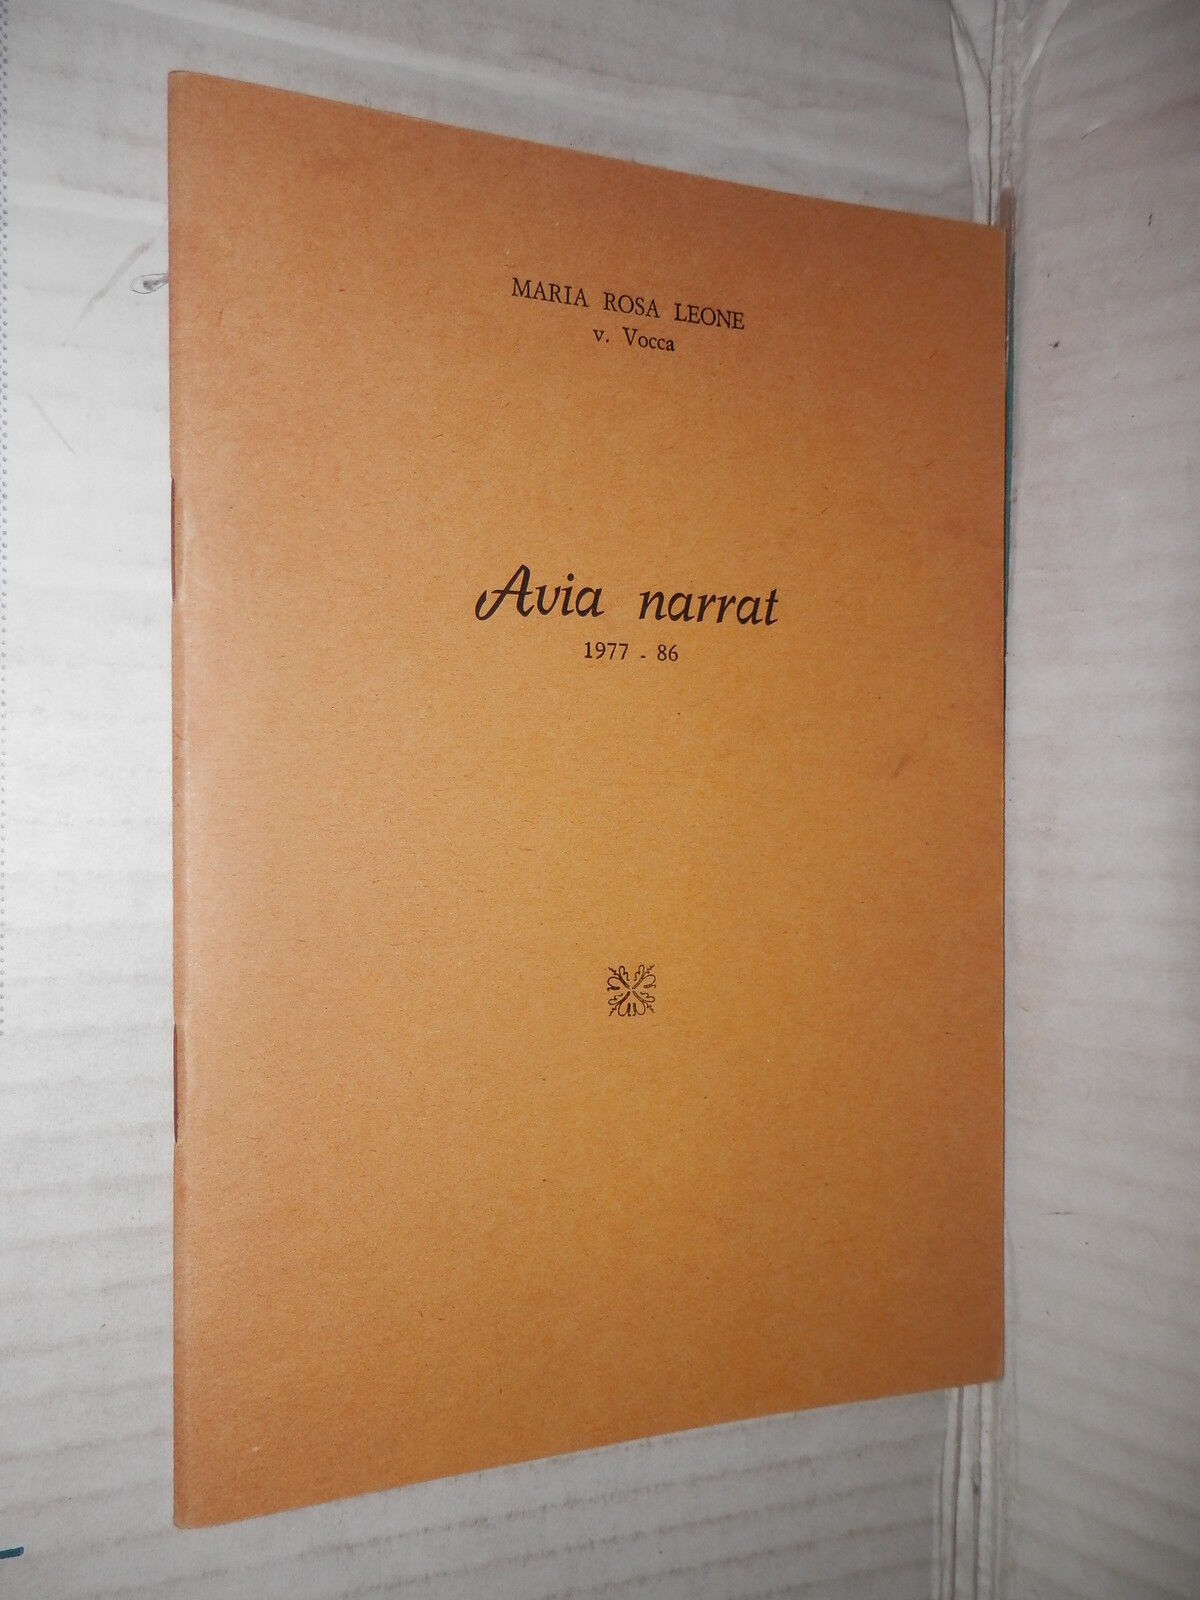 MARIA ROSA LEONE
v. Vocca
Avia narrat
1977 - 86